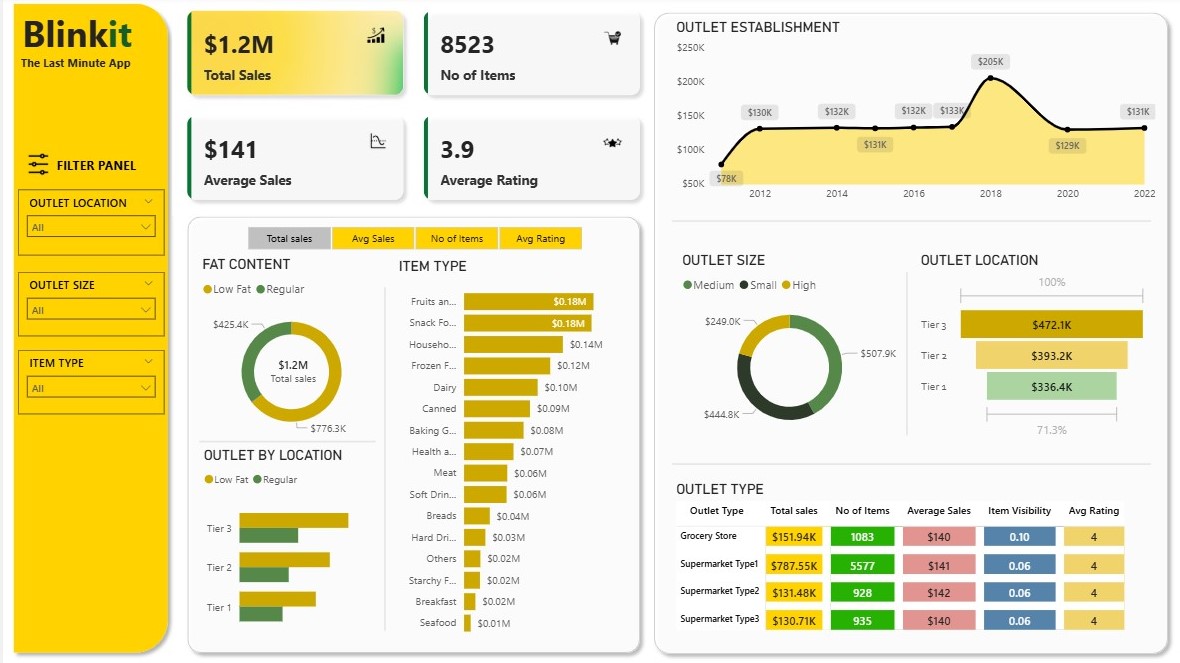 Blinkit
The Last Minute App
FILTER PANEL
OUTLET LOCATION
All
OUTLET SIZE
All
ITEM TYPE
All
$1.2M
Total Sales
8523
No of Items
$141
Average Sales
3.9
Average Rating
Total sales Avg Sales No of Items Avg Rating
FAT CONTENT
Low Fat Regular
$425.4K
$1.2M
Total sales
$776.3K
OUTLET BY LOCATION
Low Fat Regular
Tier 3
Tier 2
Tier 1
ITEM TYPE
Fruits an... $0.18M
Snack Fo... $0.18M
Househo... $0.14M
Frozen F... $0.12M
Dairy $0.10M
Canned $0.09M
Baking G... $0.08M
Health a... $0.07M
Meat $0.06M
Soft Drin... $0.06M
Breads $0.04M
Hard Dri... $0.03M
Others $0.02M
Starchy F... $0.02M
Breakfast $0.02M
Seafood $0.01M
OUTLET ESTABLISHMENT
$250K
$200K
$150K
$100K
$50K
$78K $130K $132K $131K $132K $133K $205K $129K $131K
2012 2014 2016 2018 2020 2022
OUTLET SIZE
Medium Small High
$249.0K
$507.9K
$444.8K
OUTLET LOCATION
100%
Tier 3 $472.1K
Tier 2 $393.2K
Tier 1 $336.4K
71.3%
OUTLET TYPE
Outlet Type Total sales No of Items Average Sales Item Visibility Avg Rating
Grocery Store $151.94K 1083 $140 0.10 4
Supermarket Type1 $787.55K 5577 $141 0.06 4
Supermarket Type2 $131.48K 928 $142 0.06 4
Supermarket Type3 $130.71K 935 $140 0.06 4